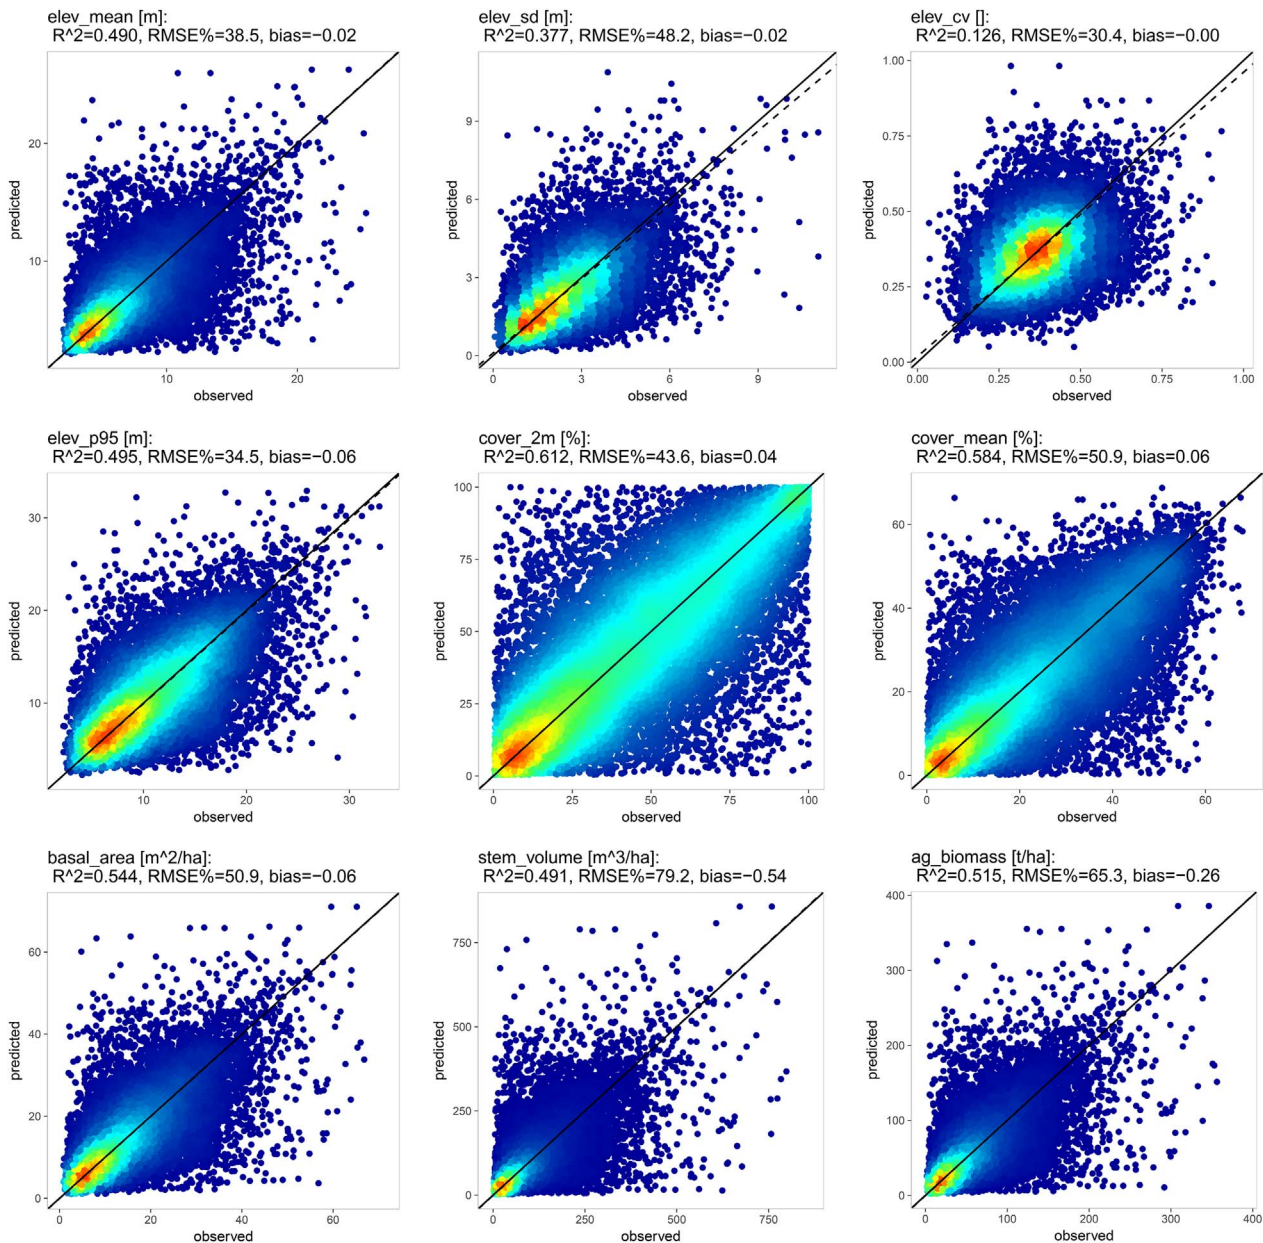 elev_mean [m]:
R^2=0.490, RMSE%=38.5, bias=−0.02
predicted
20
10
10
20
observed
elev_sd [m]:
R^2=0.377, RMSE%=48.2, bias=−0.02
predicted
9
6
3
0
0
3
6
9
observed
elev_cv []:
R^2=0.126, RMSE%=30.4, bias=−0.00
predicted
1.00
0.75
0.50
0.25
0.00
0.00
0.25
0.50
0.75
1.00
observed
elev_p95 [m]:
R^2=0.495, RMSE%=34.5, bias=−0.06
predicted
30
20
10
10
20
30
observed
cover_2m [%]:
R^2=0.612, RMSE%=43.6, bias=0.04
predicted
100
75
50
25
0
0
25
50
75
100
observed
cover_mean [%]:
R^2=0.584, RMSE%=50.9, bias=0.06
predicted
60
40
20
0
0
20
40
60
observed
basal_area [m^2/ha]:
R^2=0.544, RMSE%=50.9, bias=−0.06
predicted
60
40
20
0
0
20
40
60
observed
stem_volume [m^3/ha]:
R^2=0.491, RMSE%=79.2, bias=−0.54
predicted
750
500
250
0
0
250
500
750
observed
ag_biomass [t/ha]:
R^2=0.515, RMSE%=65.3, bias=−0.26
predicted
400
300
200
100
0
0
100
200
300
400
observed